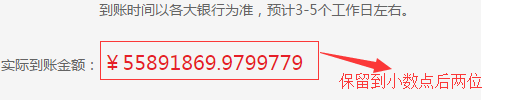 到账时间以各大银行为准，预计3-5个工作日左右。
实际到账金额：￥55891869.9799779
保留到小数点后两位